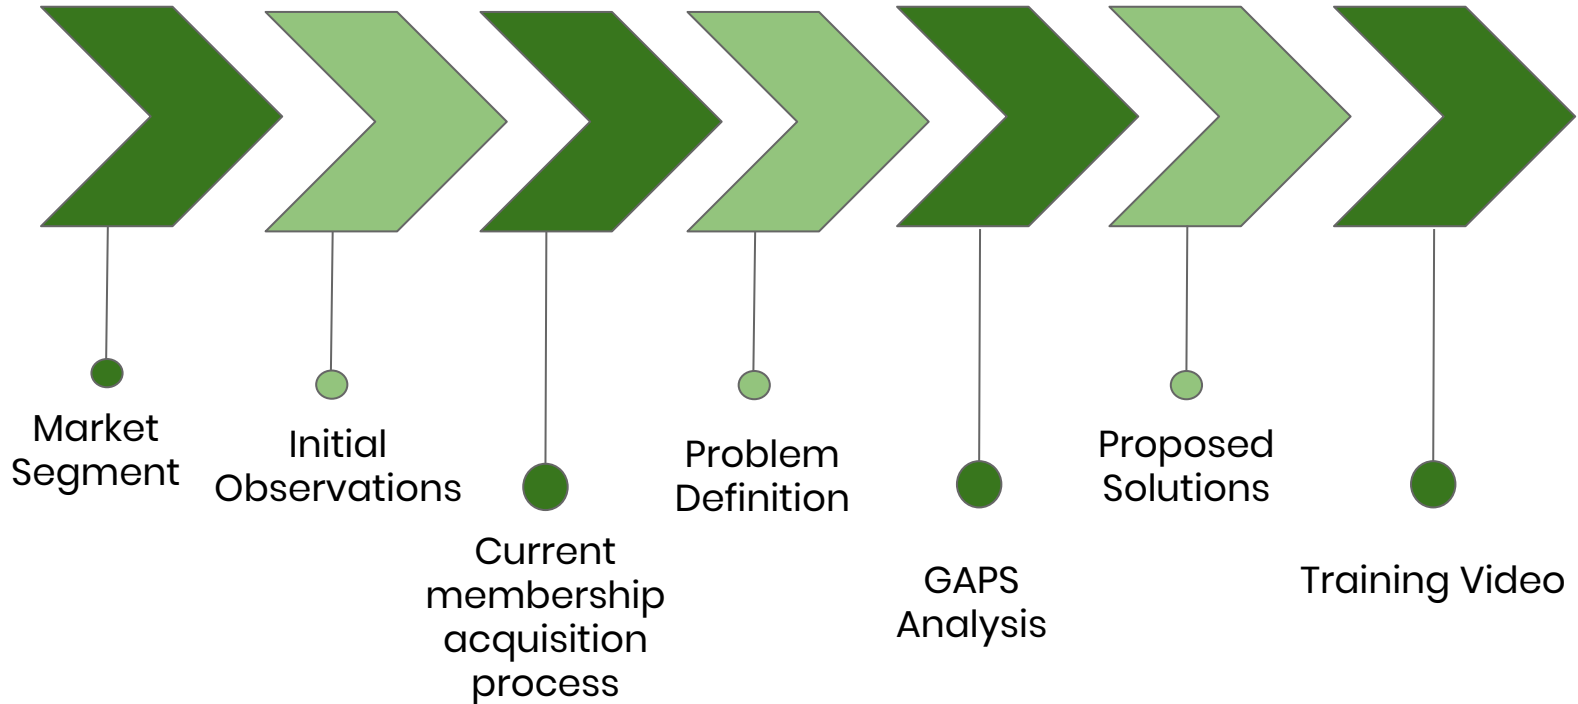 Market
Segment
Initial
Observations
Current
membership
acquisition
process
Problem
Definition
GAPS
Analysis
Proposed
Solutions
Training Video